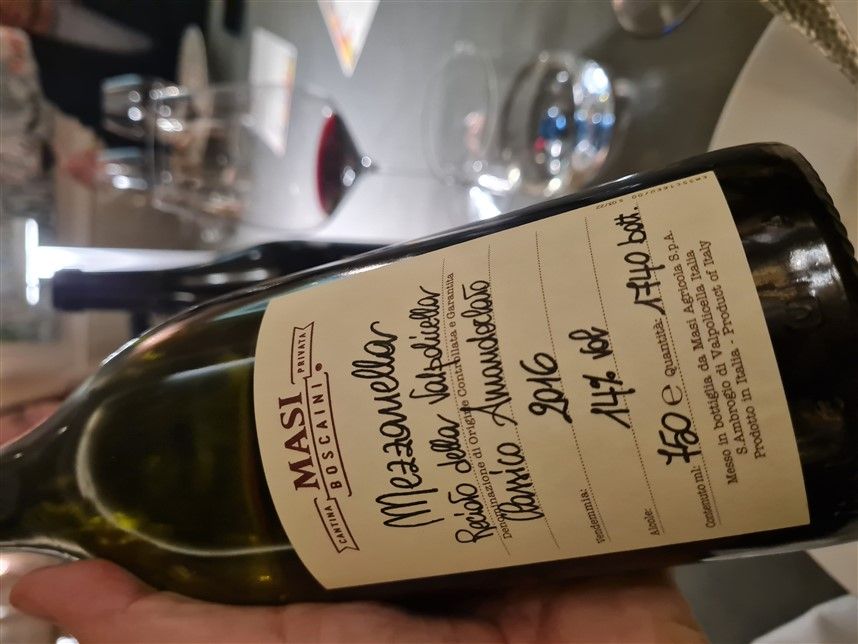 MASI
CANTINA BOSCAINI PRIVATA
Mezzanella
Recioto della Valpolicella
Denominazione di Origine Controllata e Garantita
Classico Amandorlato
Vendemmia: 2016
Alcole: 14% vol
Contenuto ml: 750 e Quantità: 1740 bott.
Messo in bottiglia da Masi Agricola S.p.A.
S.Ambrogio di Valpolicella Italia
Prodotto in Italia - Product of Italy